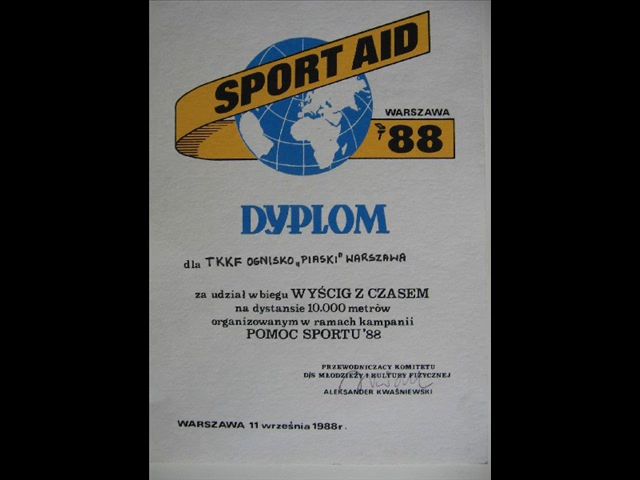 SPORT AID
WARSZAWA
'88
DYPLOM
dla TKKF OGNISKO „PIASKI” WARSZAWA
za udział w biegu WYŚCIG Z CZASEM
na dystansie 10.000 metrów
organizowanym w ramach kampanii
POMOC SPORTU '88
PRZEWODNICZĄCY KOMITETU
D/S MŁODZIEŻY I KULTURY FIZYCZNEJ
ALEKSANDER KWAŚNIEWSKI
WARSZAWA 11 września 1988r.